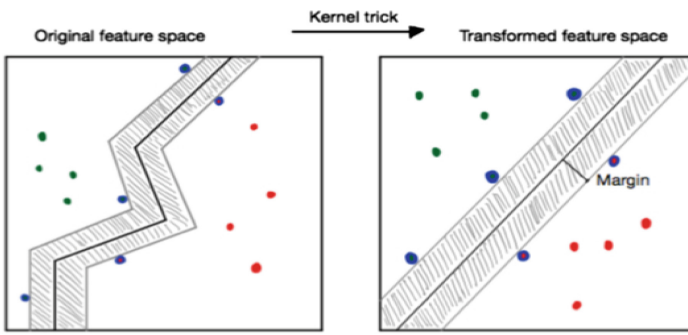 Kernel trick
Original feature space
Transformed feature space
Margin